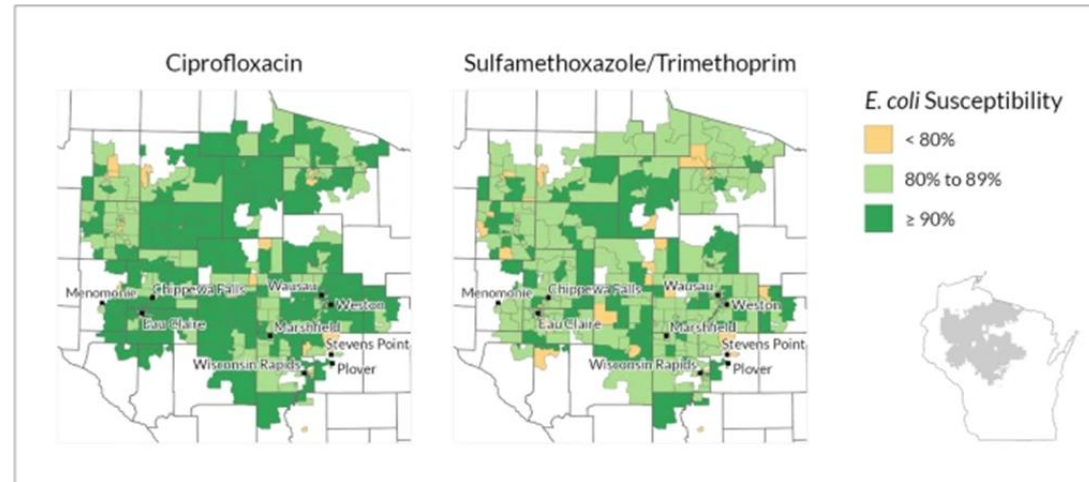 Ciprofloxacin
Sulfamethoxazole/Trimethoprim
E. coli Susceptibility
< 80%
80% to 89%
≥ 90%
Menomonie
Chippewa Falls
Wausau
Weston
Eau Claire
Marshfield
Stevens Point
Wisconsin Rapids
Plover
Menomonie
Chippewa Falls
Wausau
Weston
Eau Claire
Marshfield
Stevens Point
Wisconsin Rapids
Plover